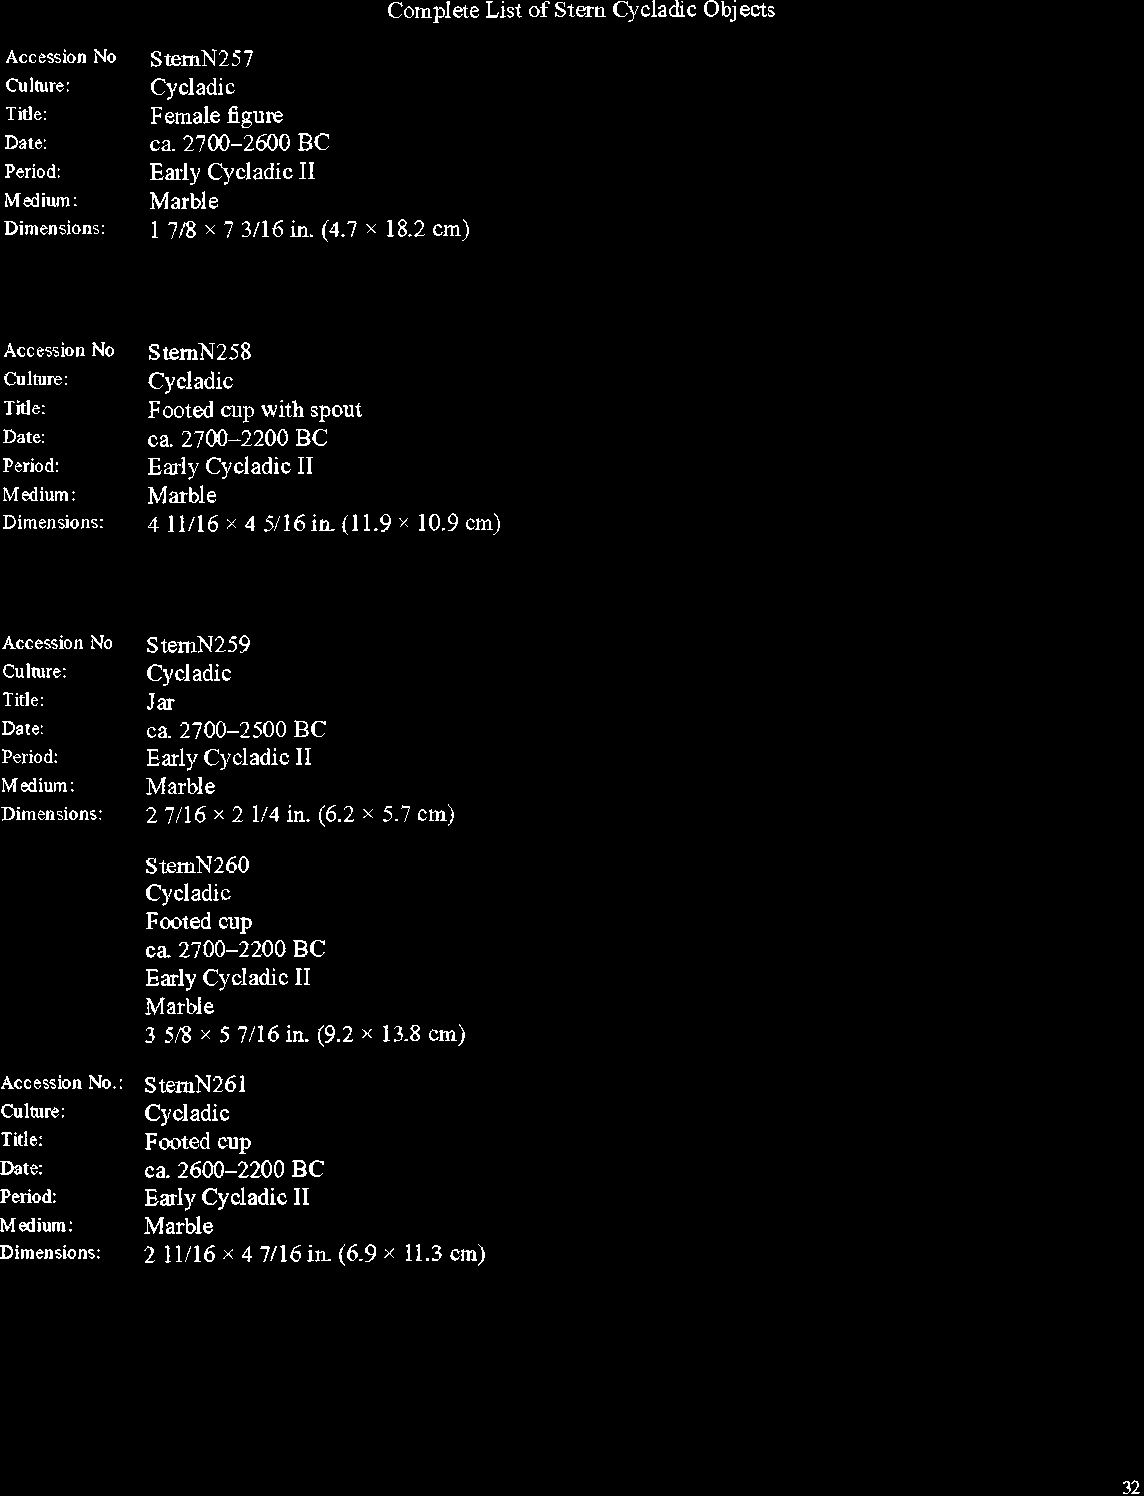 Complete List of Stern Cycladic Objects
Accession No SternN257
Culture: Cycladic
Title: Female figure
Date: ca. 2700–2600 BC
Period: Early Cycladic II
Medium: Marble
Dimensions: 1 7/8 × 7 3/16 in. (4.7 × 18.2 cm)
Accession No SternN258
Culture: Cycladic
Title: Footed cup with spout
Date: ca. 2700–2200 BC
Period: Early Cycladic II
Medium: Marble
Dimensions: 4 11/16 × 4 5/16 in. (11.9 × 10.9 cm)
Accession No SternN259
Culture: Cycladic
Title: Jar
Date: ca. 2700–2500 BC
Period: Early Cycladic II
Medium: Marble
Dimensions: 2 7/16 × 2 1/4 in. (6.2 × 5.7 cm)
SternN260
Cycladic
Footed cup
ca. 2700–2200 BC
Early Cycladic II
Marble
3 5/8 × 5 7/16 in. (9.2 × 13.8 cm)
Accession No.: SternN261
Culture: Cycladic
Title: Footed cup
Date: ca. 2600–2200 BC
Period: Early Cycladic II
Medium: Marble
Dimensions: 2 11/16 × 4 7/16 in. (6.9 × 11.3 cm)
32